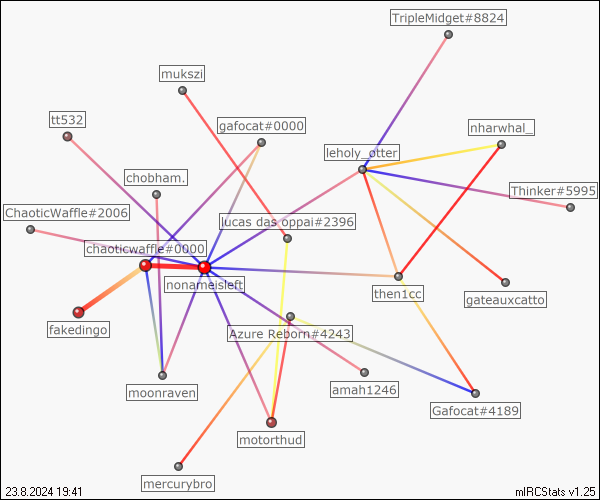 TripleMidget#8824
mukszi
tt532
gafocat#0000
nharwhal_
leholy_otter
chobham.
Thinker#5995
ChaoticWaffle#2006
lucas das oppai#2396
chaoticwaffle#0000
nonameisleft
then1cc
gateauxcatto
fakedingo
Azure Reborn#4243
moonraven
amah1246
Gafocat#4189
motorthud
mercurybro
23.8.2024 19:41
mIRCStats v1.25